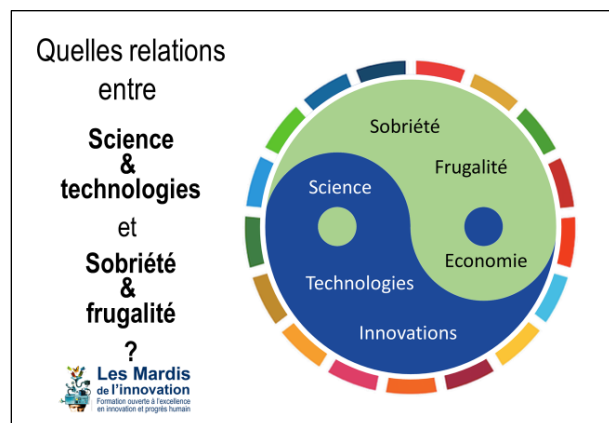 Quelles relations
entre
Science
&
technologies
et
Sobriété
&
frugalité
?
Les Mardis
de l'innovation
Formation ouverte à l'excellence
en innovation et progrès humain
Sobriété
Frugalité
Science
Economie
Technologies
Innovations